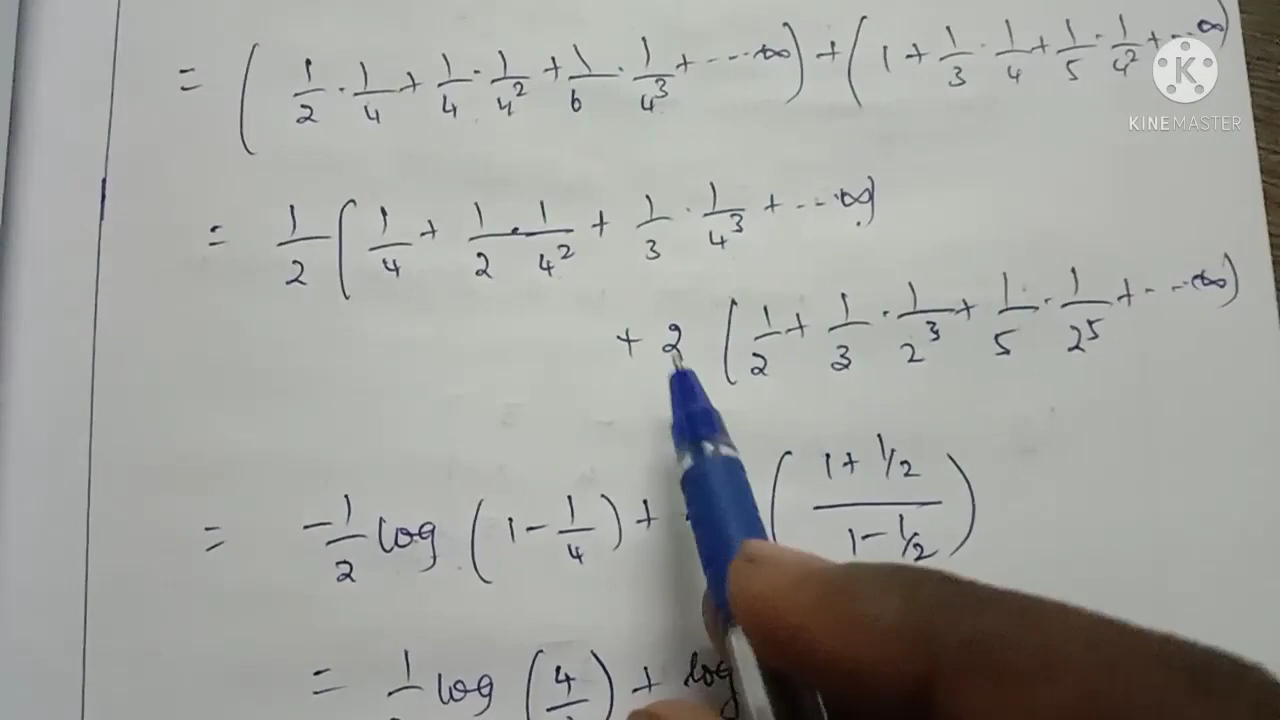 = ( 1/2 · 1/4 + 1/4 · 1/4² + 1/6 · 1/4³ + ---∞ ) + ( 1 + 1/3 · 1/4 + 1/5 · 1/4² + ---∞ )
K
KINEMASTER
= 1/2 ( 1/4 + 1/2 · 1/4² + 1/3 · 1/4³ + ---∞ )
+ 2 ( 1/2 + 1/3 · 1/2³ + 1/5 · 1/2⁵ + ---∞ )
= -1/2 log ( 1 - 1/4 ) + ( 1 + 1/2 / 1 - 1/2 )
= log ( 4 ) + log